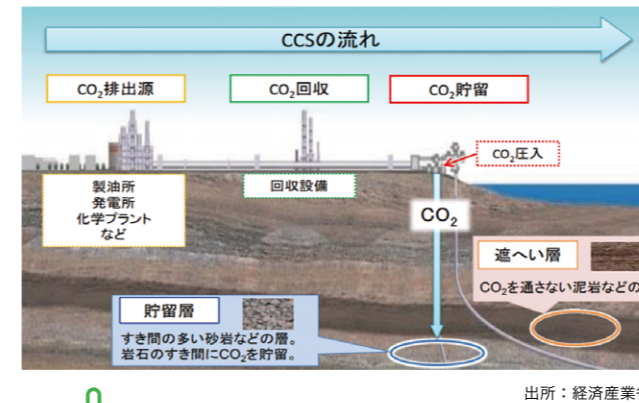 CCSの流れ
CO₂排出源
CO₂回収
CO₂貯留
CO₂圧入
製油所
発電所
化学プラント
など
回収設備
CO₂
遮へい層
CO₂を通さない泥岩などの
貯留層
すき間の多い砂岩などの層。
岩石のすき間にCO₂を貯留。
出所：経済産業省